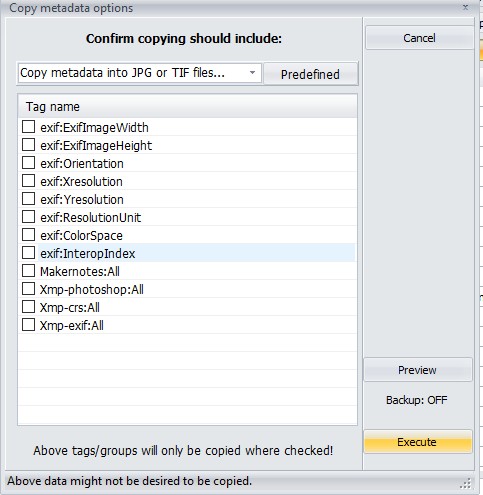 Copy metadata options
Confirm copying should include:
Cancel
Copy metadata into JPG or TIF files...
Predefined
Tag name
exif:ExifImageWidth
exif:ExifImageHeight
exif:Orientation
exif:Xresolution
exif:Yresolution
exif:ResolutionUnit
exif:ColorSpace
exif:InteropIndex
Makernotes:All
Xmp-photoshop:All
Xmp-crs:All
Xmp-exif:All
Preview
Backup: OFF
Execute
Above tags/groups will only be copied where checked!
Above data might not be desired to be copied.